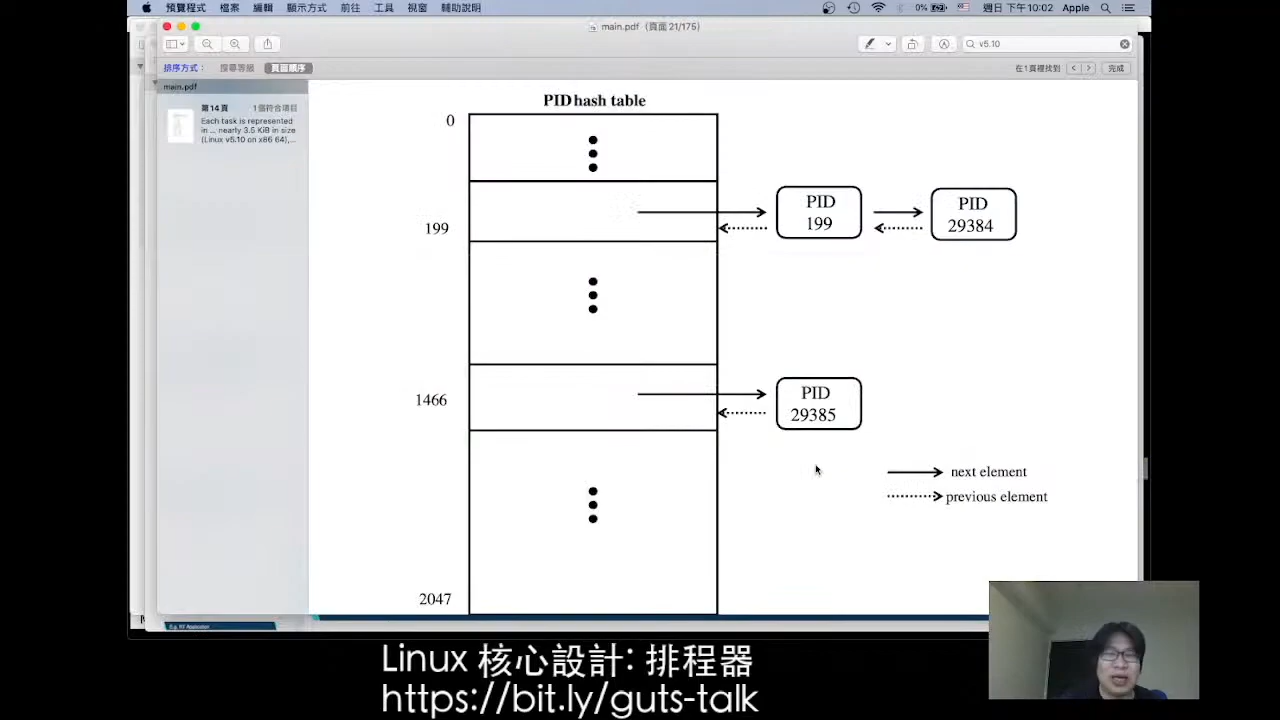 預覽程式 檔案 編輯 顯示方式 前往 工具 視窗 輔助說明 0% 週日下午10:02 Apple
main.pdf（頁面 21/175）
v5.10
排序方式： 搜尋等級 頁面順序 在1頁裡找到 完成
main.pdf
第 14 頁 1 個符合項目
Each task is represented
in ... nearly 3.5 KiB in size
(Linux v5.10 on x86 64),...
PID hash table
0
199
PID
199
PID
29384
1466
PID
29385
next element
previous element
2047
E.g. RT Application
Linux 核心設計: 排程器
https://bit.ly/guts-talk